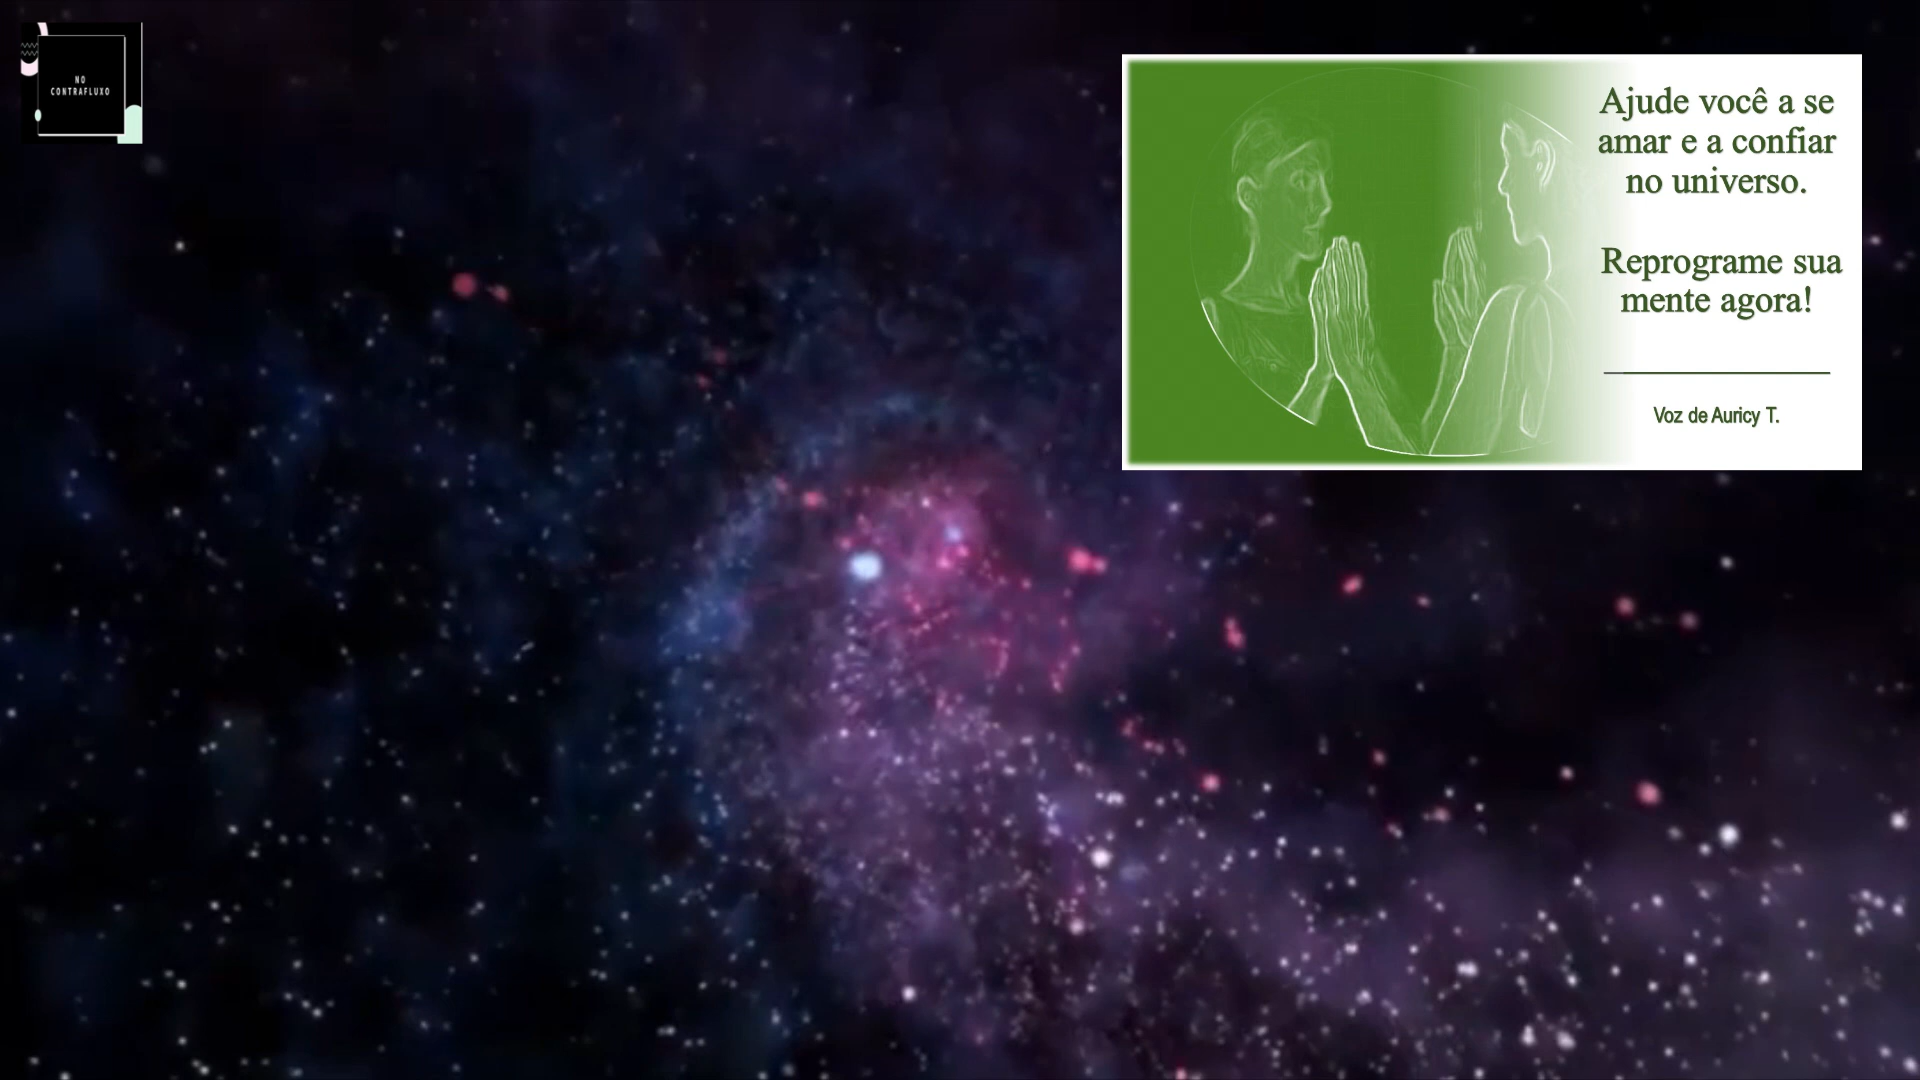 NO
CONTRAFLUXO
Ajude você a se
amar e a confiar
no universo.
Reprograme sua
mente agora!
Voz de Auricy T.